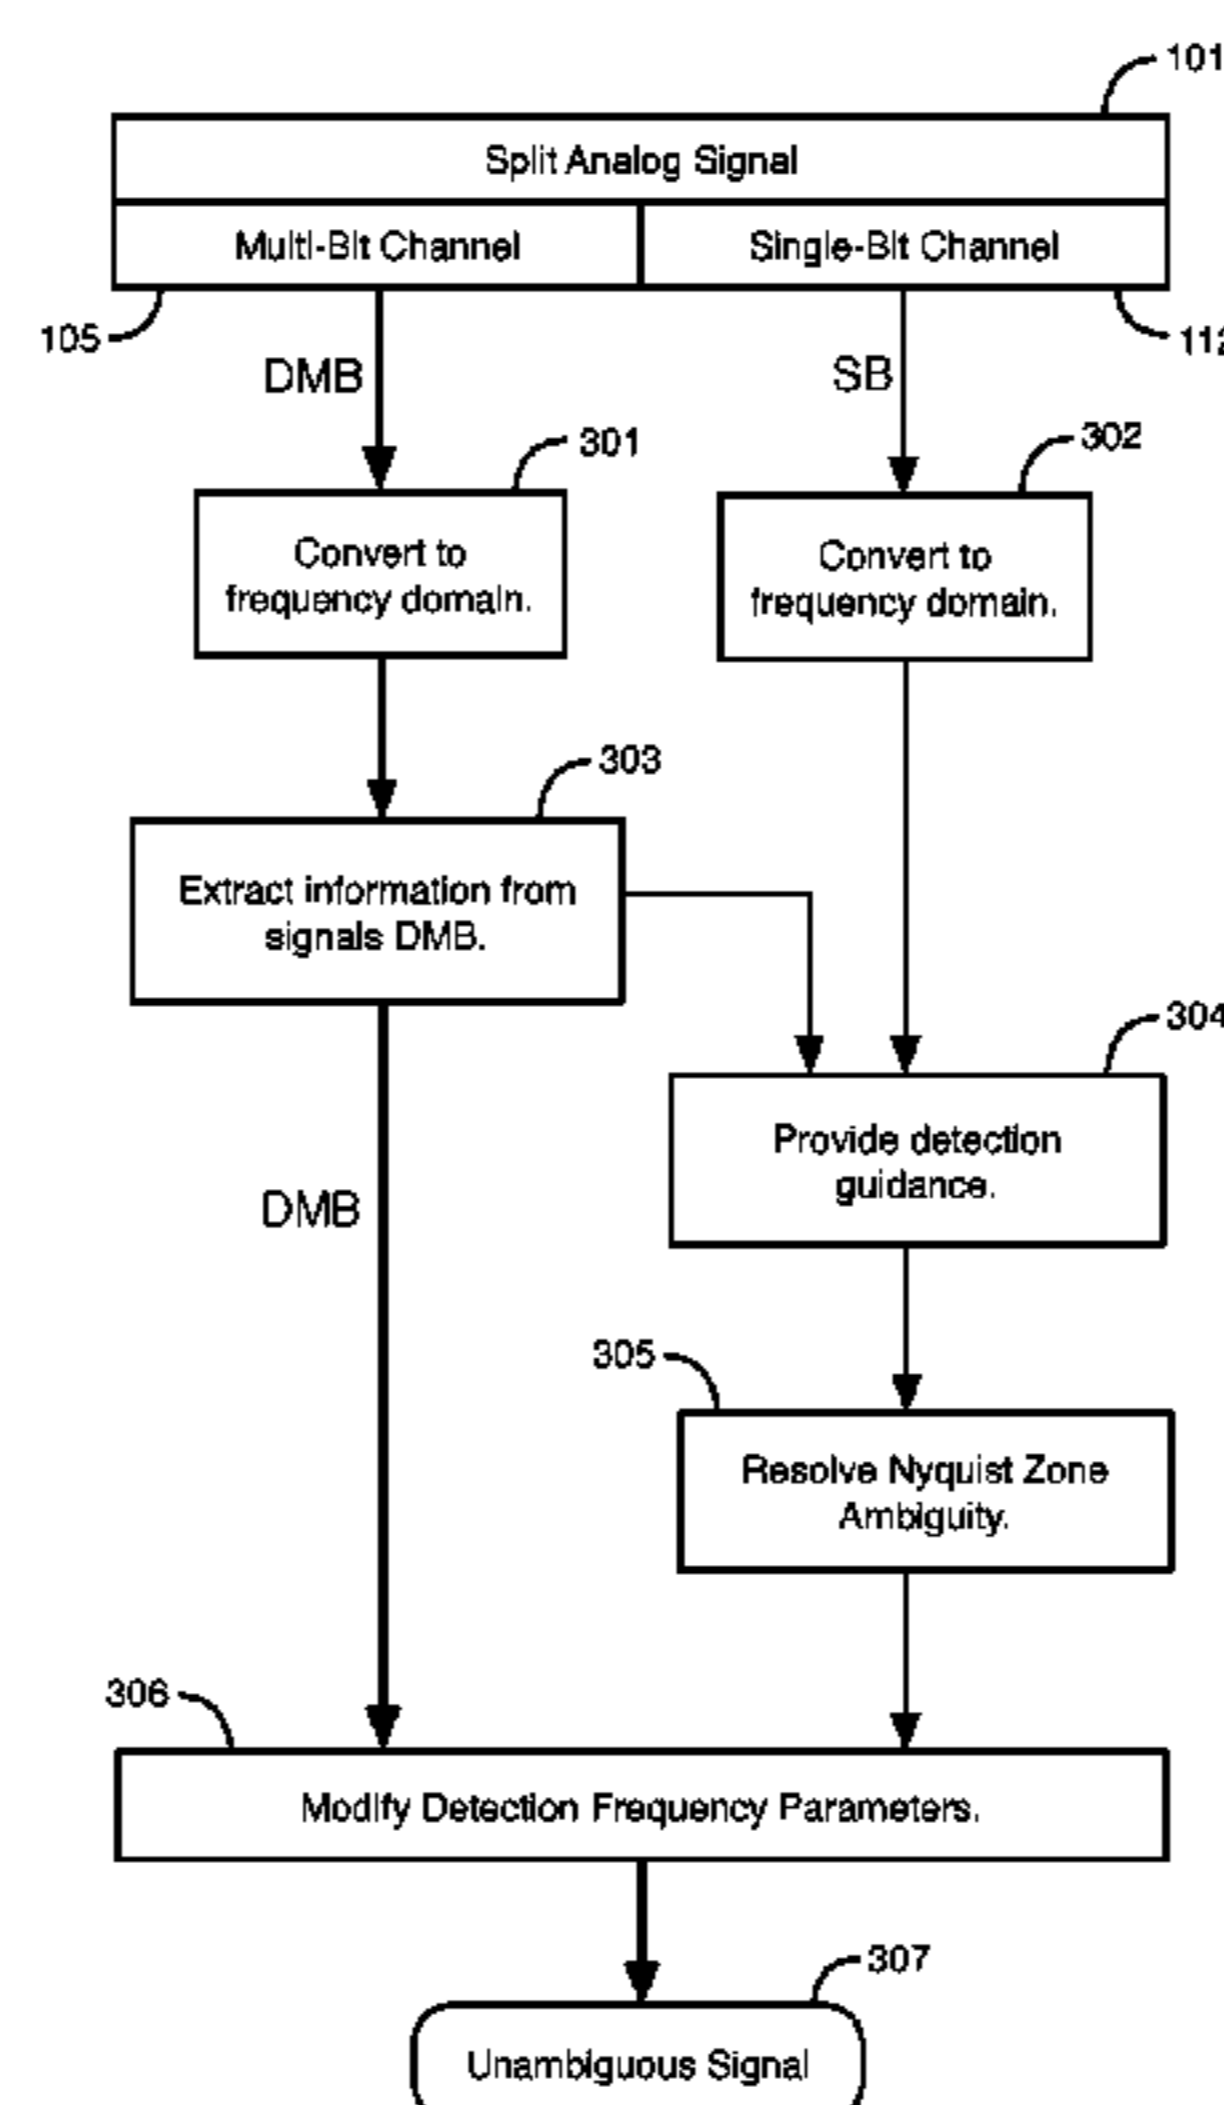 101
Split Analog Signal
Multi-Bit Channel
Single-Bit Channel
105
112
DMB
SB
301
302
Convert to
frequency domain.
Convert to
frequency domain.
303
Extract information from
signals DMB.
304
Provide detection
guidance.
DMB
305
Resolve Nyquist Zone
Ambiguity.
306
Modify Detection Frequency Parameters.
307
Unambiguous Signal